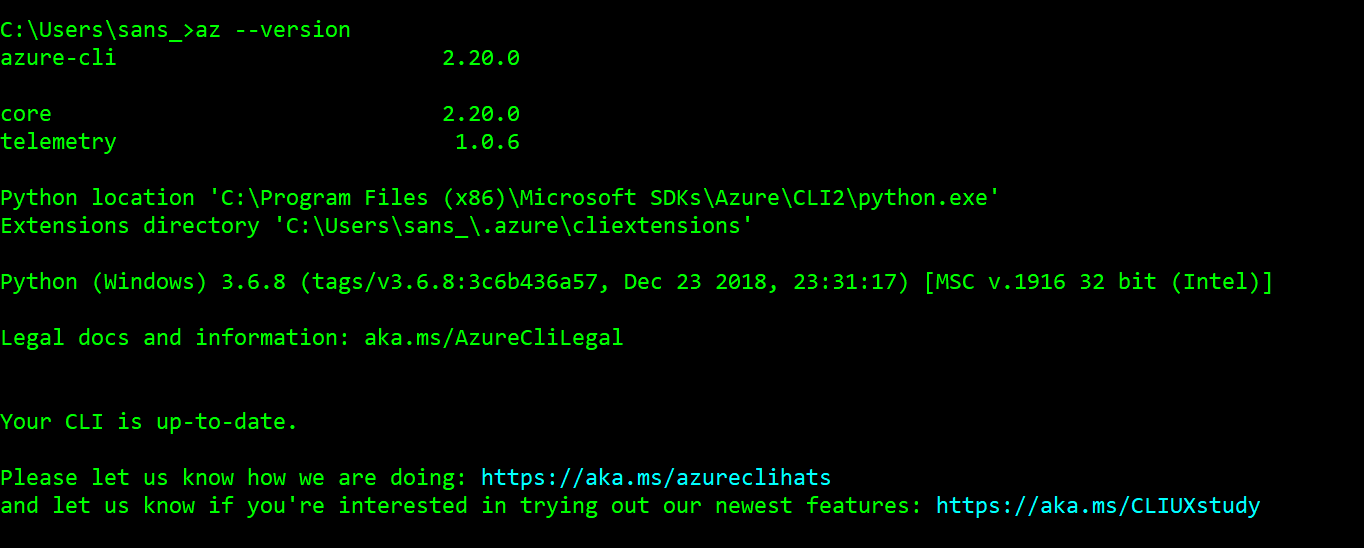 C:\Users\sans_>az --version
azure-cli                         2.20.0
core                              2.20.0
telemetry                          1.0.6
Python location 'C:\Program Files (x86)\Microsoft SDKs\Azure\CLI2\python.exe'
Extensions directory 'C:\Users\sans_\.azure\cliextensions'
Python (Windows) 3.6.8 (tags/v3.6.8:3c6b436a57, Dec 23 2018, 23:31:17) [MSC v.1916 32 bit (Intel)]
Legal docs and information: aka.ms/AzureCliLegal
Your CLI is up-to-date.
Please let us know how we are doing: https://aka.ms/azureclihats
and let us know if you're interested in trying out our newest features: https://aka.ms/CLIUXstudy